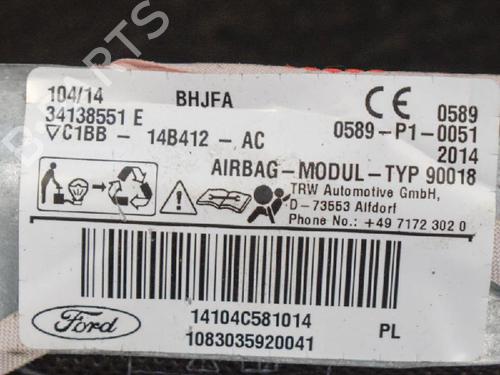 104/14 BHJFA 0589
34138551 E 0589-P1-0051
▽C1BB - 14B412 - AC 2014
AIRBAG-MODUL-TYP 90018
TRW Automotive GmbH,
D - 73553 Alfdorf
Phone No.: +49 7172 302 0
Ford
14104C581014 PL
1083035920041
B-PARTS